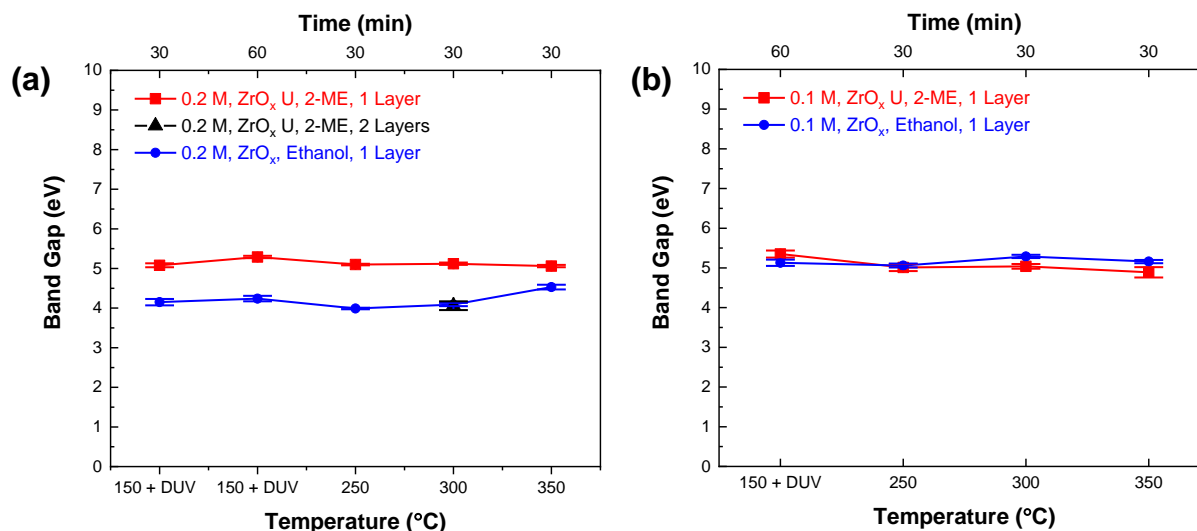 (a)
Time (min)
30 60 30 30 30
10
9
8
7
6
5
4
3
2
1
0
Band Gap (eV)
0.2 M, ZrOₓ U, 2-ME, 1 Layer
0.2 M, ZrOₓ U, 2-ME, 2 Layers
0.2 M, ZrOₓ, Ethanol, 1 Layer
150 + DUV 150 + DUV 250 300 350
Temperature (°C)
(b)
Time (min)
60 30 30 30
10
9
8
7
6
5
4
3
2
1
0
Band Gap (eV)
0.1 M, ZrOₓ U, 2-ME, 1 Layer
0.1 M, ZrOₓ, Ethanol, 1 Layer
150 + DUV 250 300 350
Temperature (°C)